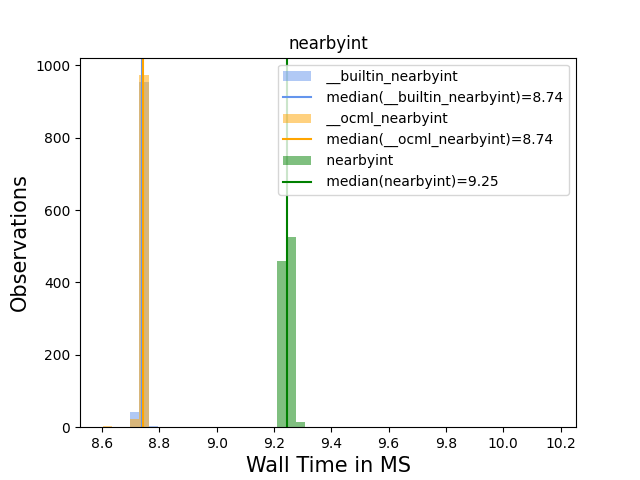 nearbyint
__builtin_nearbyint
median(__builtin_nearbyint)=8.74
__ocml_nearbyint
median(__ocml_nearbyint)=8.74
nearbyint
median(nearbyint)=9.25
1000
800
600
400
200
0
Observations
8.6 8.8 9.0 9.2 9.4 9.6 9.8 10.0 10.2
Wall Time in MS